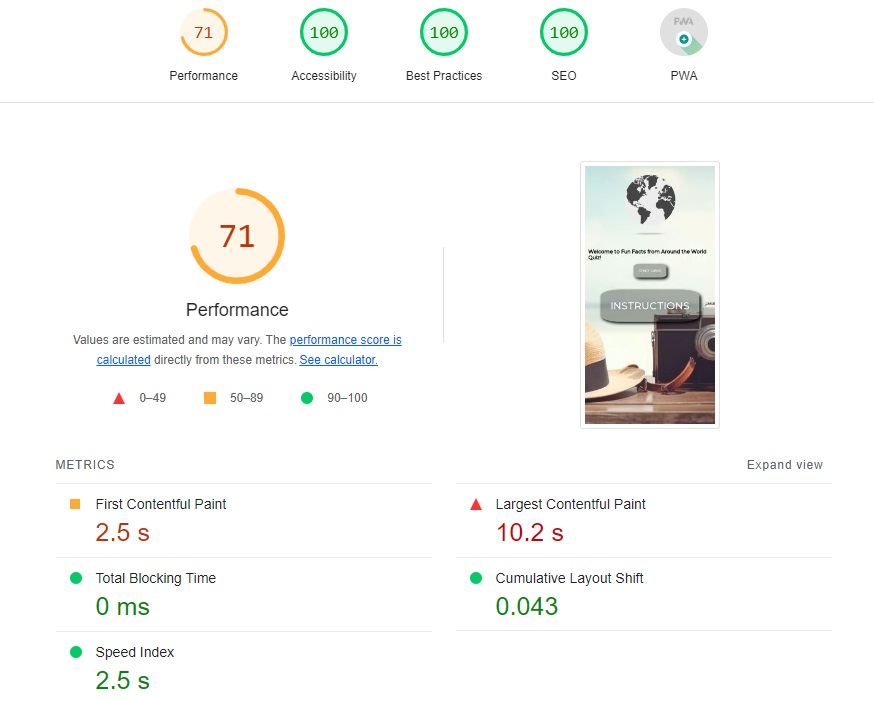 71
100
100
100
PWA
Performance
Accessibility
Best Practices
SEO
PWA
71
Performance
Values are estimated and may vary. The performance score is
calculated directly from these metrics. See calculator.
0–49
50–89
90–100
Welcome to Fun Facts from Around the World
Quiz!
INSTRUCTIONS
METRICS
Expand view
First Contentful Paint
2.5 s
Largest Contentful Paint
10.2 s
Total Blocking Time
0 ms
Cumulative Layout Shift
0.043
Speed Index
2.5 s